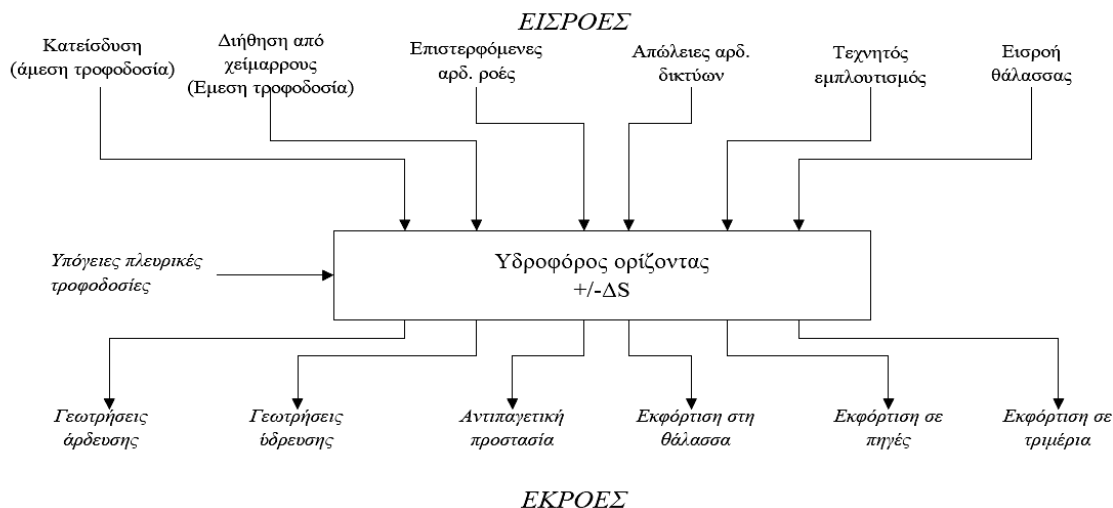 ΕΙΣΡΟΕΣ
Κατείσδυση
(άμεση τροφοδοσία)
Διήθηση από
χείμαρρους
(Έμεση τροφοδοσία)
Επιστερφόμενες
αρδ. ροές
Απώλειες αρδ.
δικτύων
Τεχνητός
εμπλουτισμός
Εισροή
θάλασσας
Υπόγειες πλευρικές
τροφοδοσίες
Υδροφόρος ορίζοντας
+/-ΔS
Γεωτρήσεις
άρδευσης
Γεωτρήσεις
ύδρευσης
Αντιπαγετική
προστασία
Εκφόρτιση στη
θάλασσα
Εκφόρτιση σε
πηγές
Εκφόρτιση σε
τριμέρια
ΕΚΡΟΕΣ